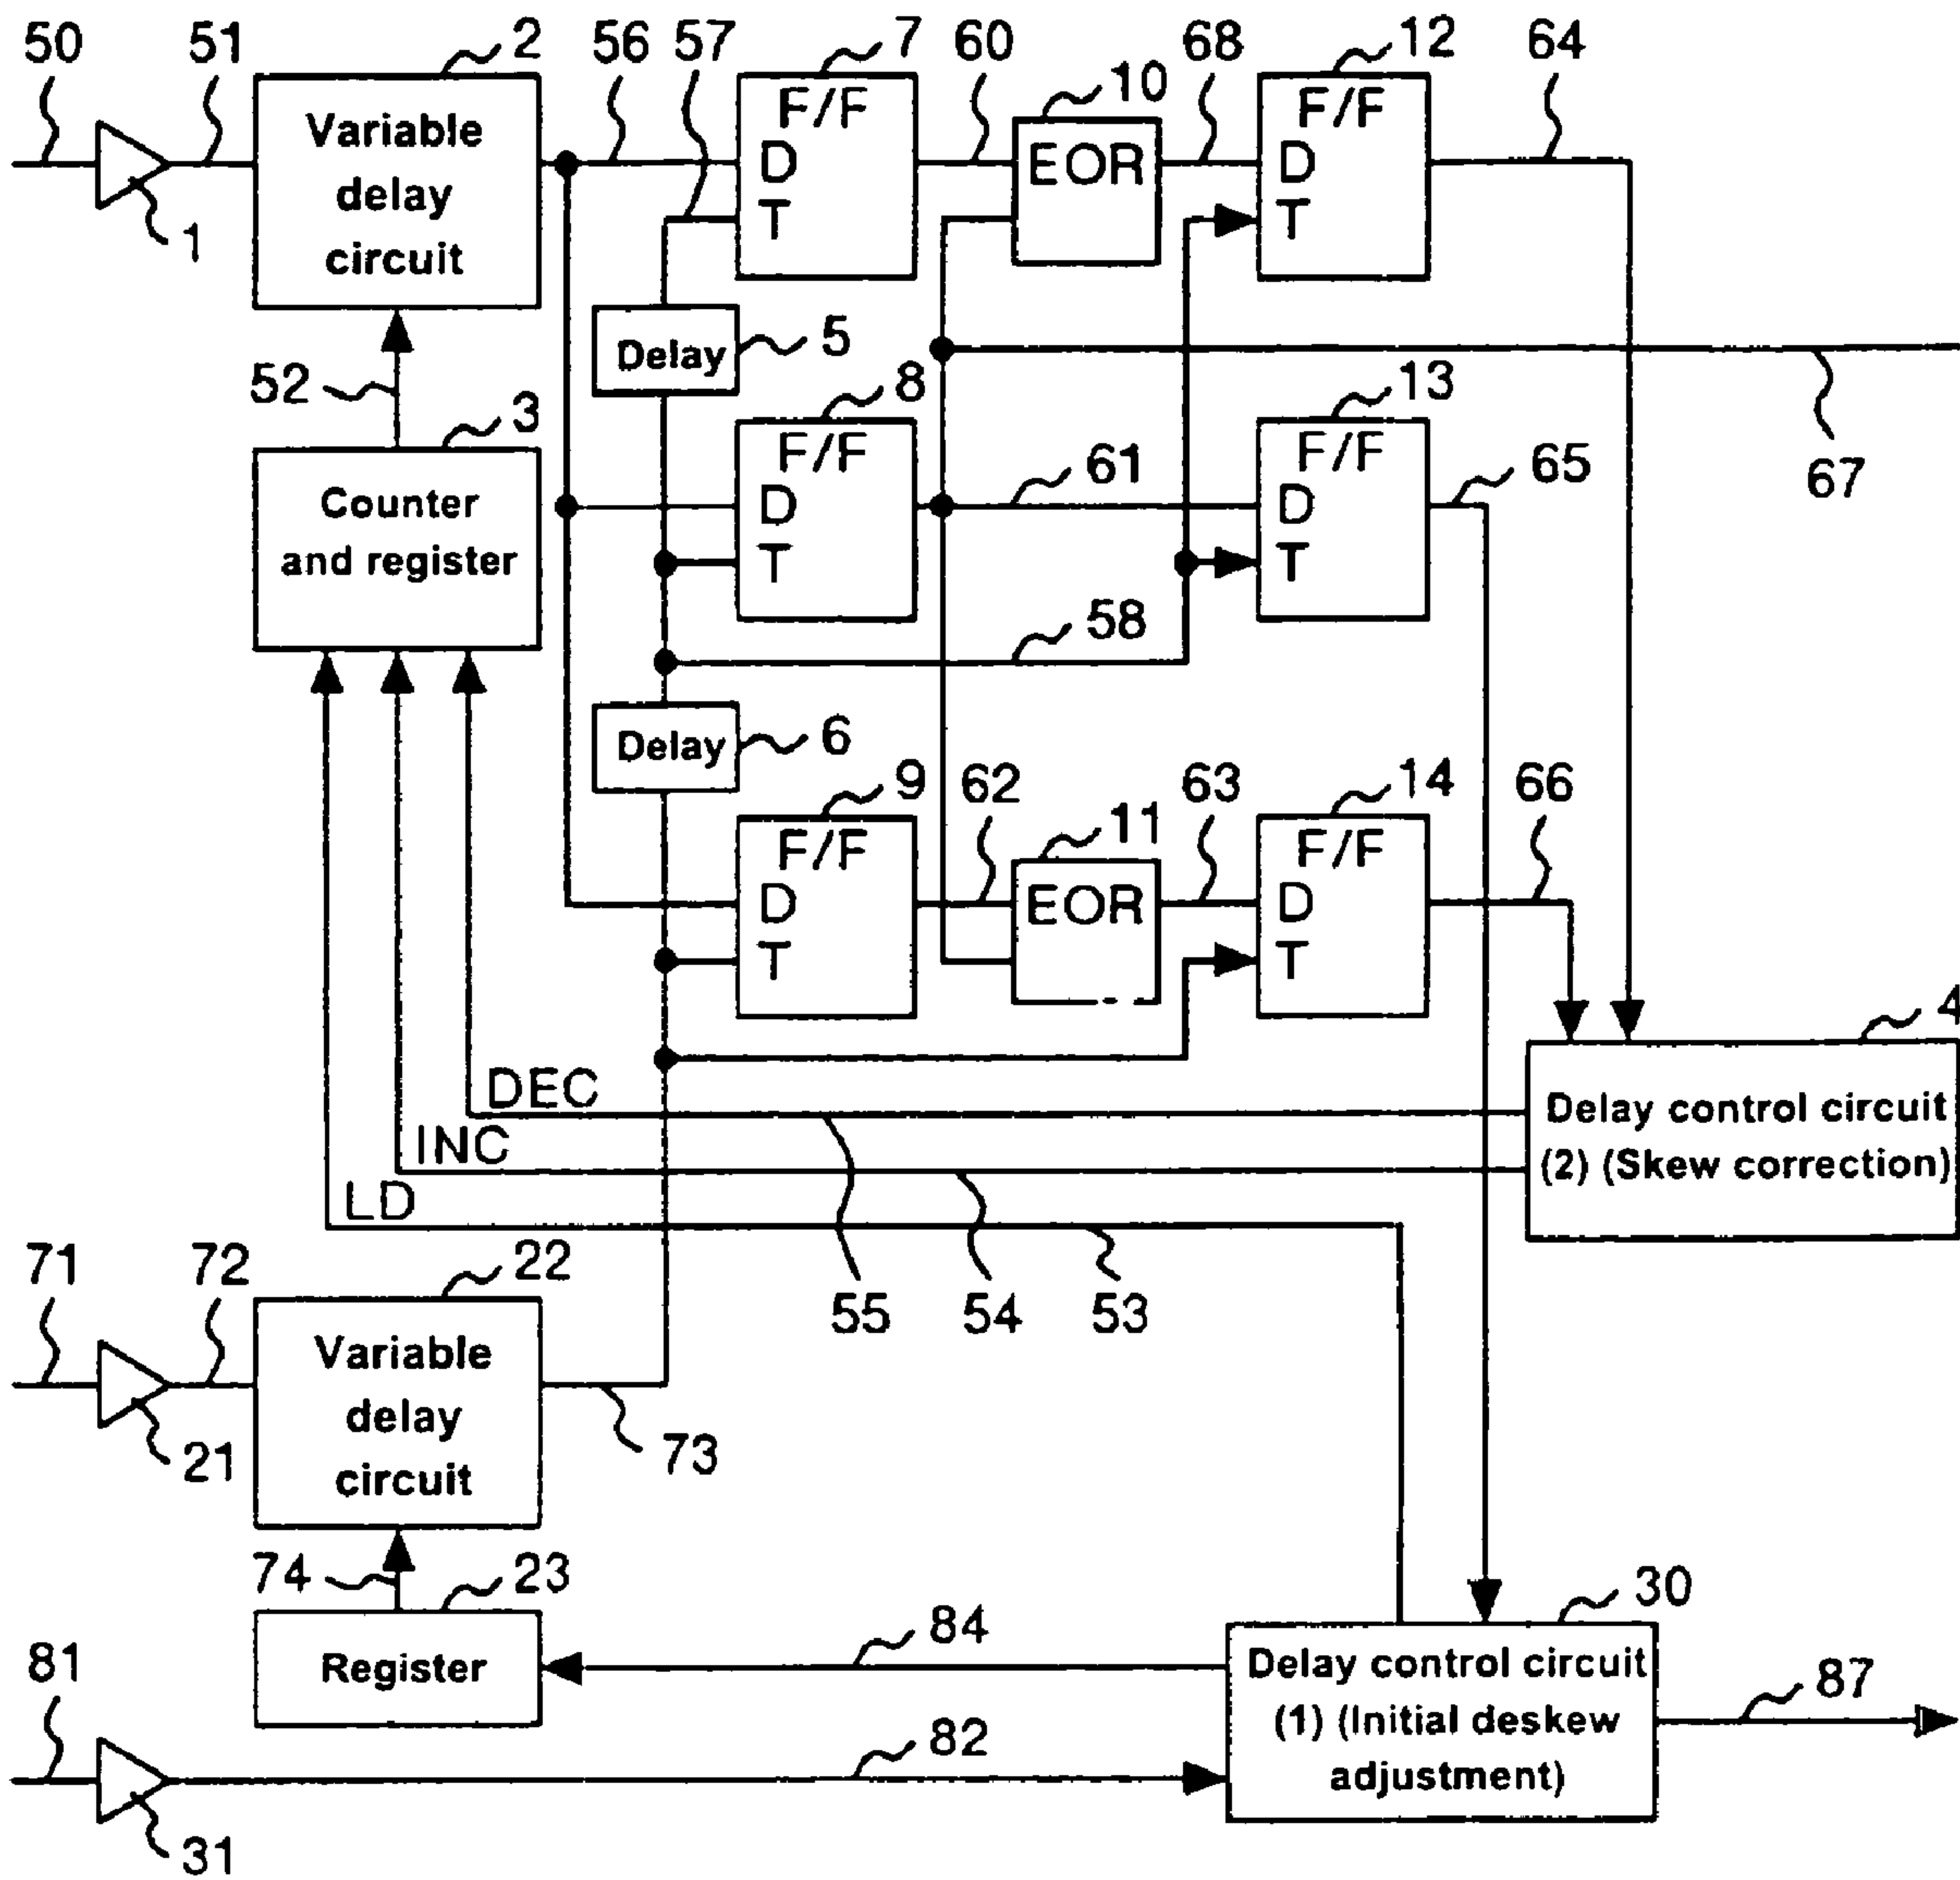 50
51
2
56
57
7
60
68
12
64
10
Variable
delay
circuit
F/F
D
T
EOR
F/F
D
T
1
Delay
5
52
3
8
13
67
Counter
and register
F/F
D
T
61
F/F
D
T
65
58
Delay
6
9
62
11
63
14
66
F/F
D
T
EOR
F/F
D
T
4
DEC
INC
LD
Delay control circuit
(2) (Skew correction)
55
54
53
71
72
22
Variable
delay
circuit
21
73
74
23
Register
84
30
Delay control circuit
(1) (Initial deskew
adjustment)
87
81
82
31